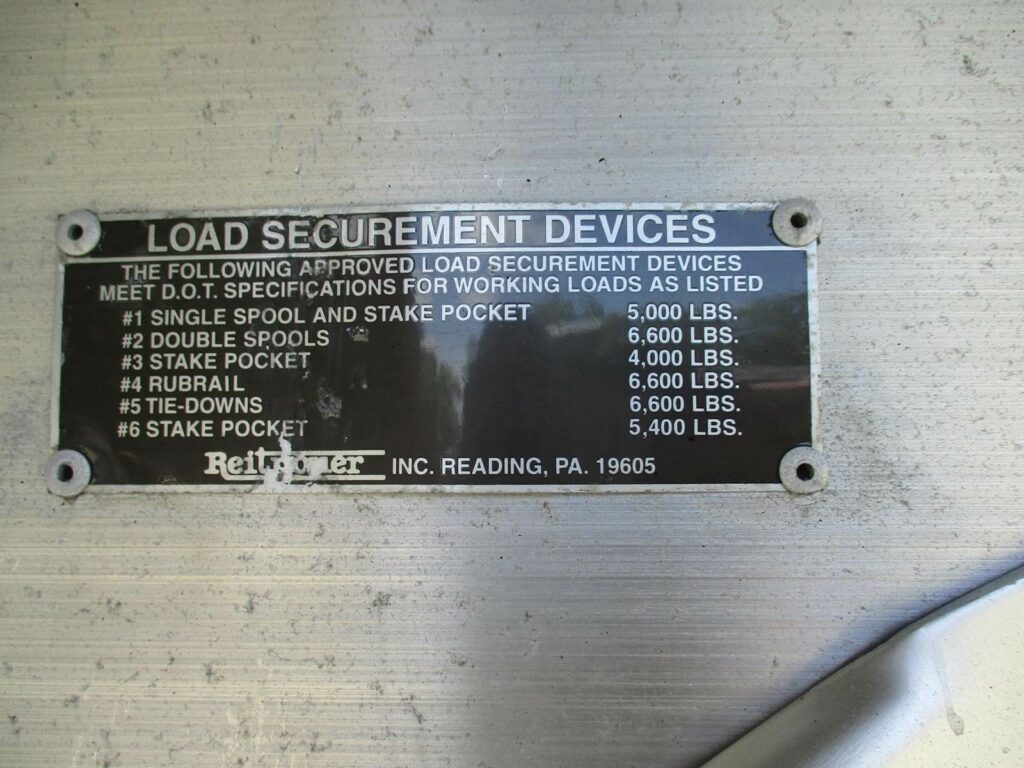 LOAD SECUREMENT DEVICES
THE FOLLOWING APPROVED LOAD SECUREMENT DEVICES
MEET D.O.T. SPECIFICATIONS FOR WORKING LOADS AS LISTED
#1 SINGLE SPOOL AND STAKE POCKET 5,000 LBS.
#2 DOUBLE SPOOLS 6,600 LBS.
#3 STAKE POCKET 4,000 LBS.
#4 RUBRAIL 6,600 LBS.
#5 TIE-DOWNS 6,600 LBS.
#6 STAKE POCKET 5,400 LBS.
INC. READING, PA. 19605